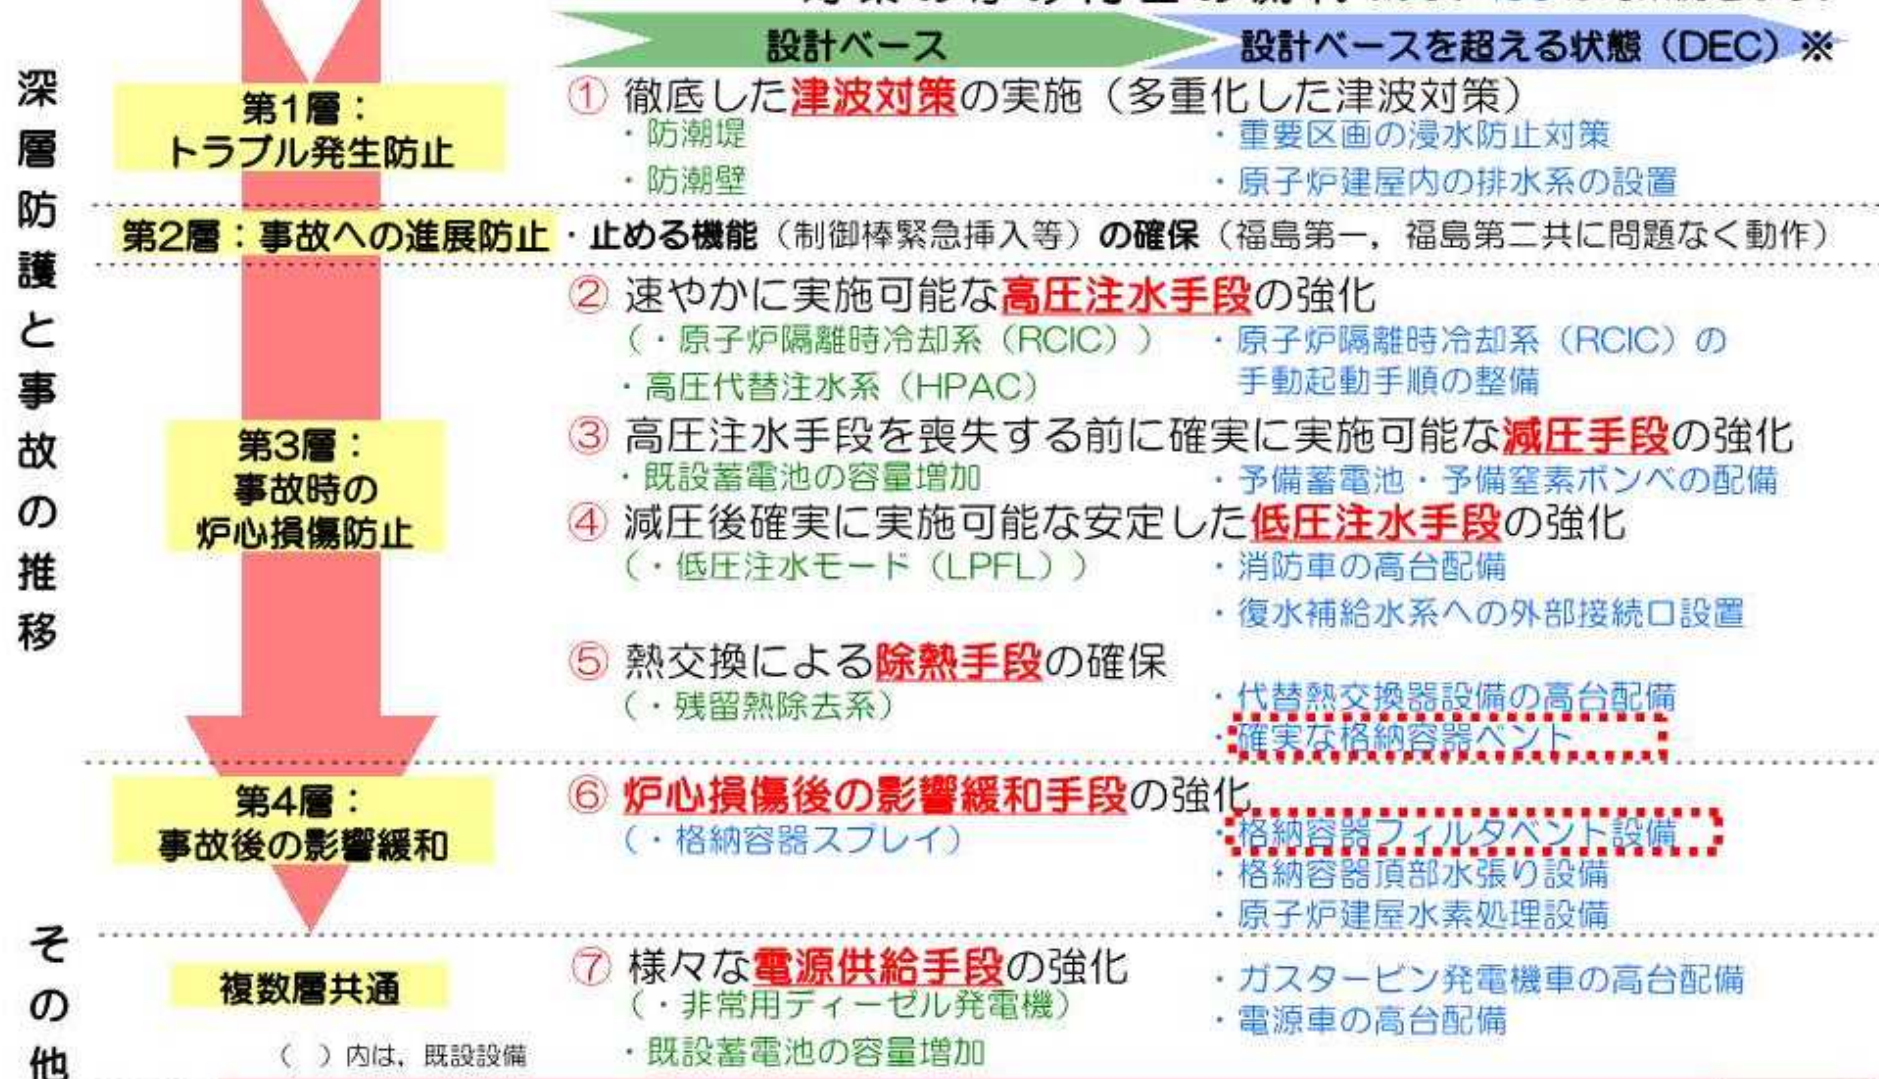 設計ベース
設計ベースを超える状態（DEC）※
深層防護と事故の推移
第1層：
トラブル発生防止
① 徹底した津波対策の実施（多重化した津波対策）
・防潮堤
・防潮壁
・重要区画の浸水防止対策
・原子炉建屋内の排水系の設置
第2層：事故への進展防止
・止める機能（制御棒緊急挿入等）の確保（福島第一，福島第二共に問題なく動作）
第3層：
事故時の
炉心損傷防止
② 速やかに実施可能な高圧注水手段の強化
（・原子炉隔離時冷却系（RCIC））
・高圧代替注水系（HPAC）
・原子炉隔離時冷却系（RCIC）の
手動起動手順の整備
③ 高圧注水手段を喪失する前に確実に実施可能な減圧手段の強化
・既設蓄電池の容量増加
・予備蓄電池・予備窒素ボンベの配備
④ 減圧後確実に実施可能な安定した低圧注水手段の強化
（・低圧注水モード（LPFL））
・消防車の高台配備
・復水補給水系への外部接続口設置
⑤ 熱交換による除熱手段の確保
（・残留熱除去系）
・代替熱交換器設備の高台配備
・確実な格納容器ベント
第4層：
事故後の影響緩和
⑥ 炉心損傷後の影響緩和手段の強化
（・格納容器スプレイ）
・格納容器フィルタベント設備
・格納容器頂部水張り設備
・原子炉建屋水素処理設備
その他
複数層共通
（　）内は，既設設備
⑦ 様々な電源供給手段の強化
（・非常用ディーゼル発電機）
・既設蓄電池の容量増加
・ガスタービン発電機車の高台配備
・電源車の高台配備